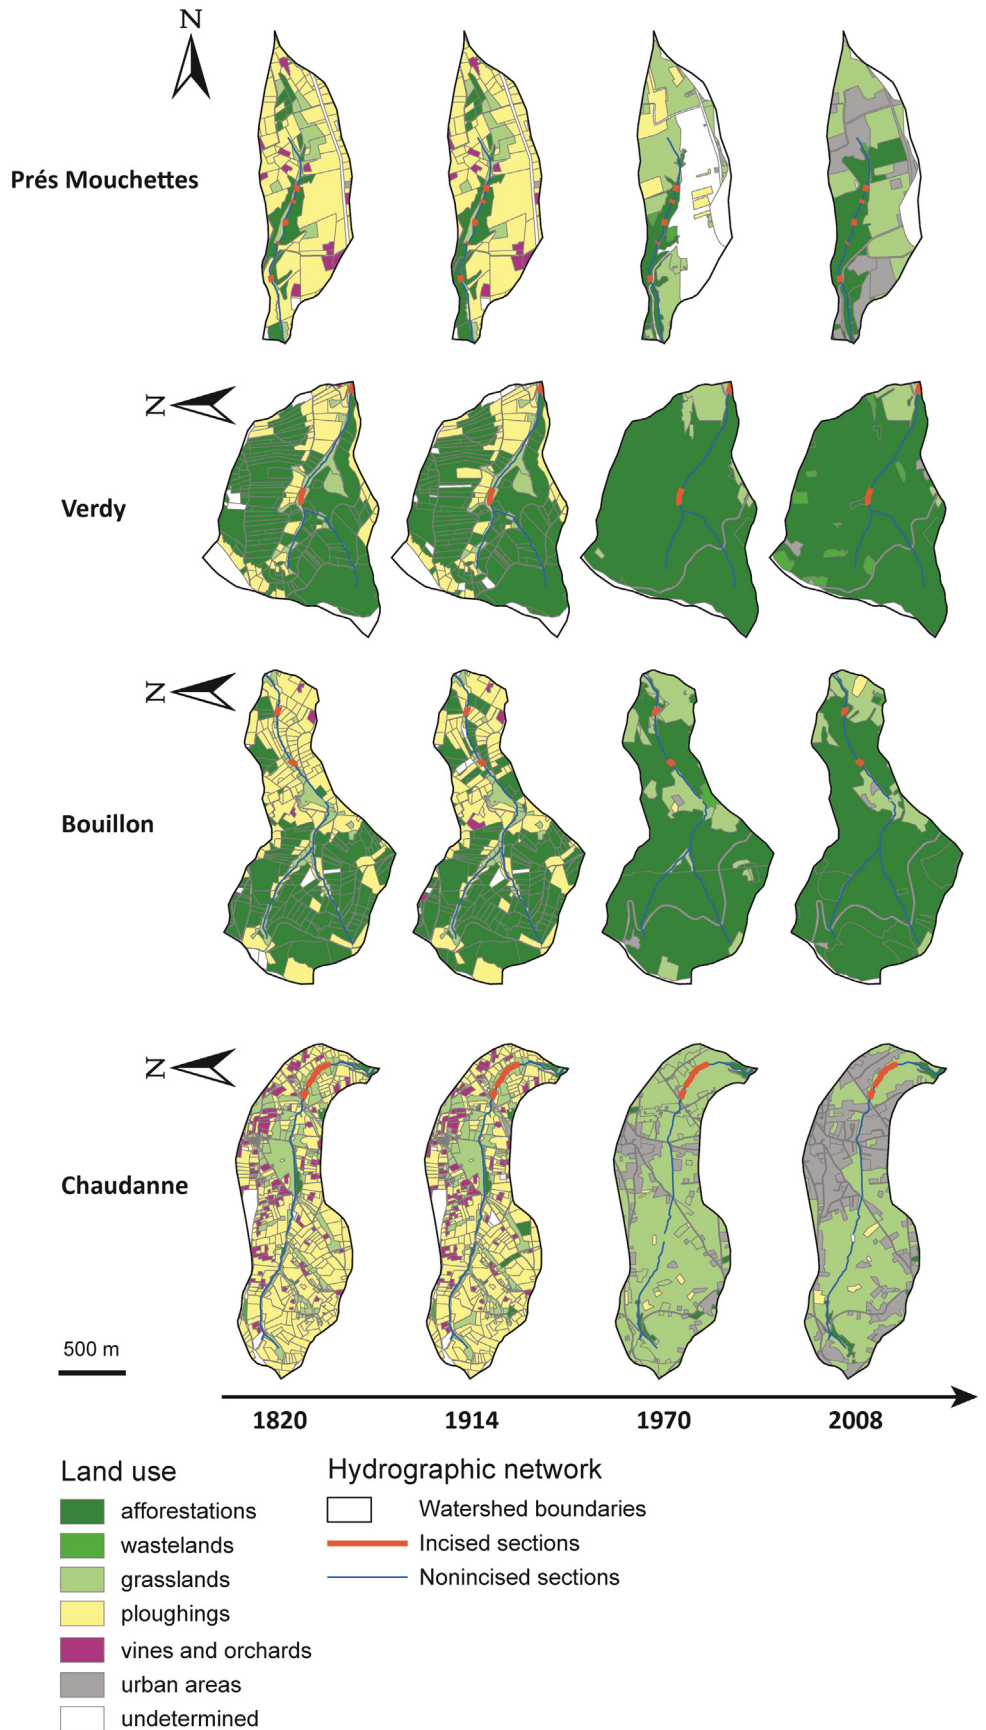 N
Prés Mouchettes
N
Verdy
N
Bouillon
N
Chaudanne
500 m
1820 1914 1970 2008
Land use
afforestations
wastelands
grasslands
ploughings
vines and orchards
urban areas
undetermined
Hydrographic network
Watershed boundaries
Incised sections
Nonincised sections